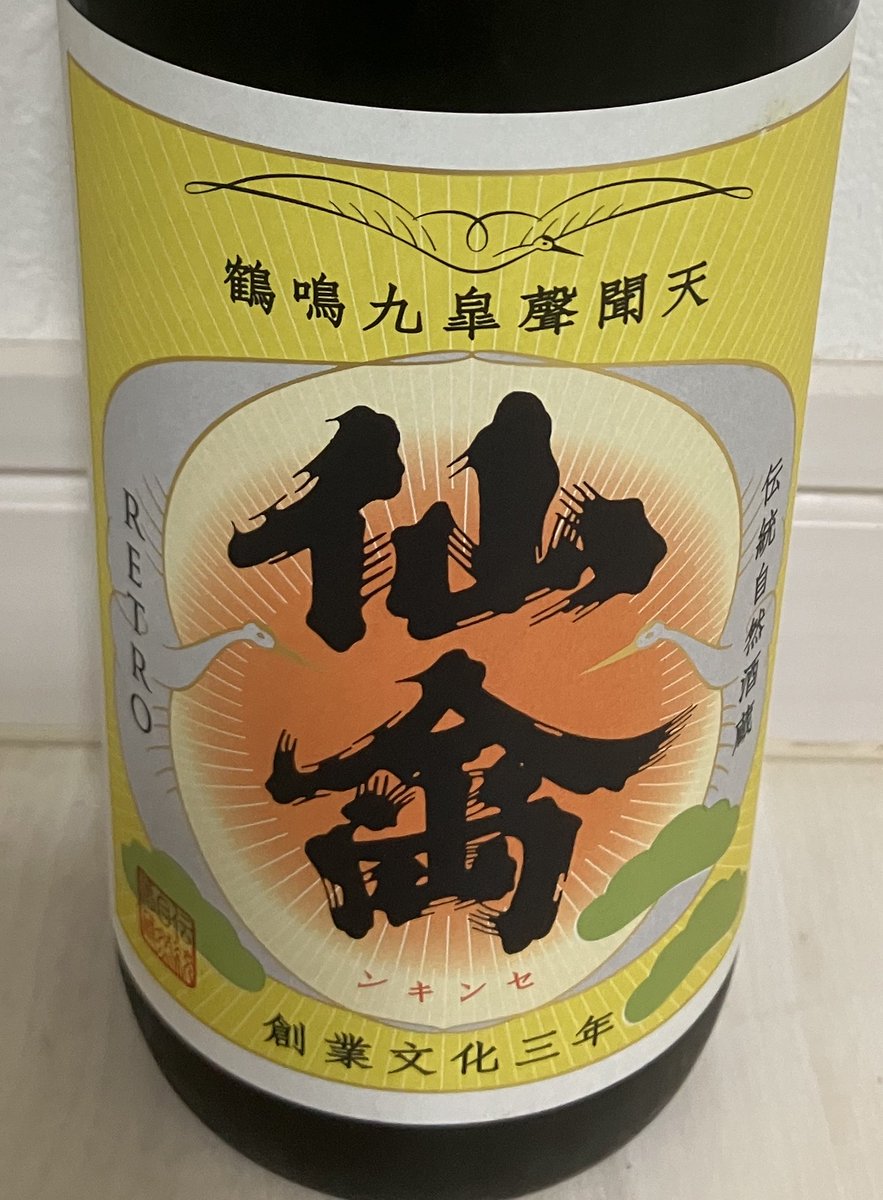 鶴鳴九皐聲聞天
RETRO
仙禽
伝統自然酒蔵
ンキンセ
創業文化三年